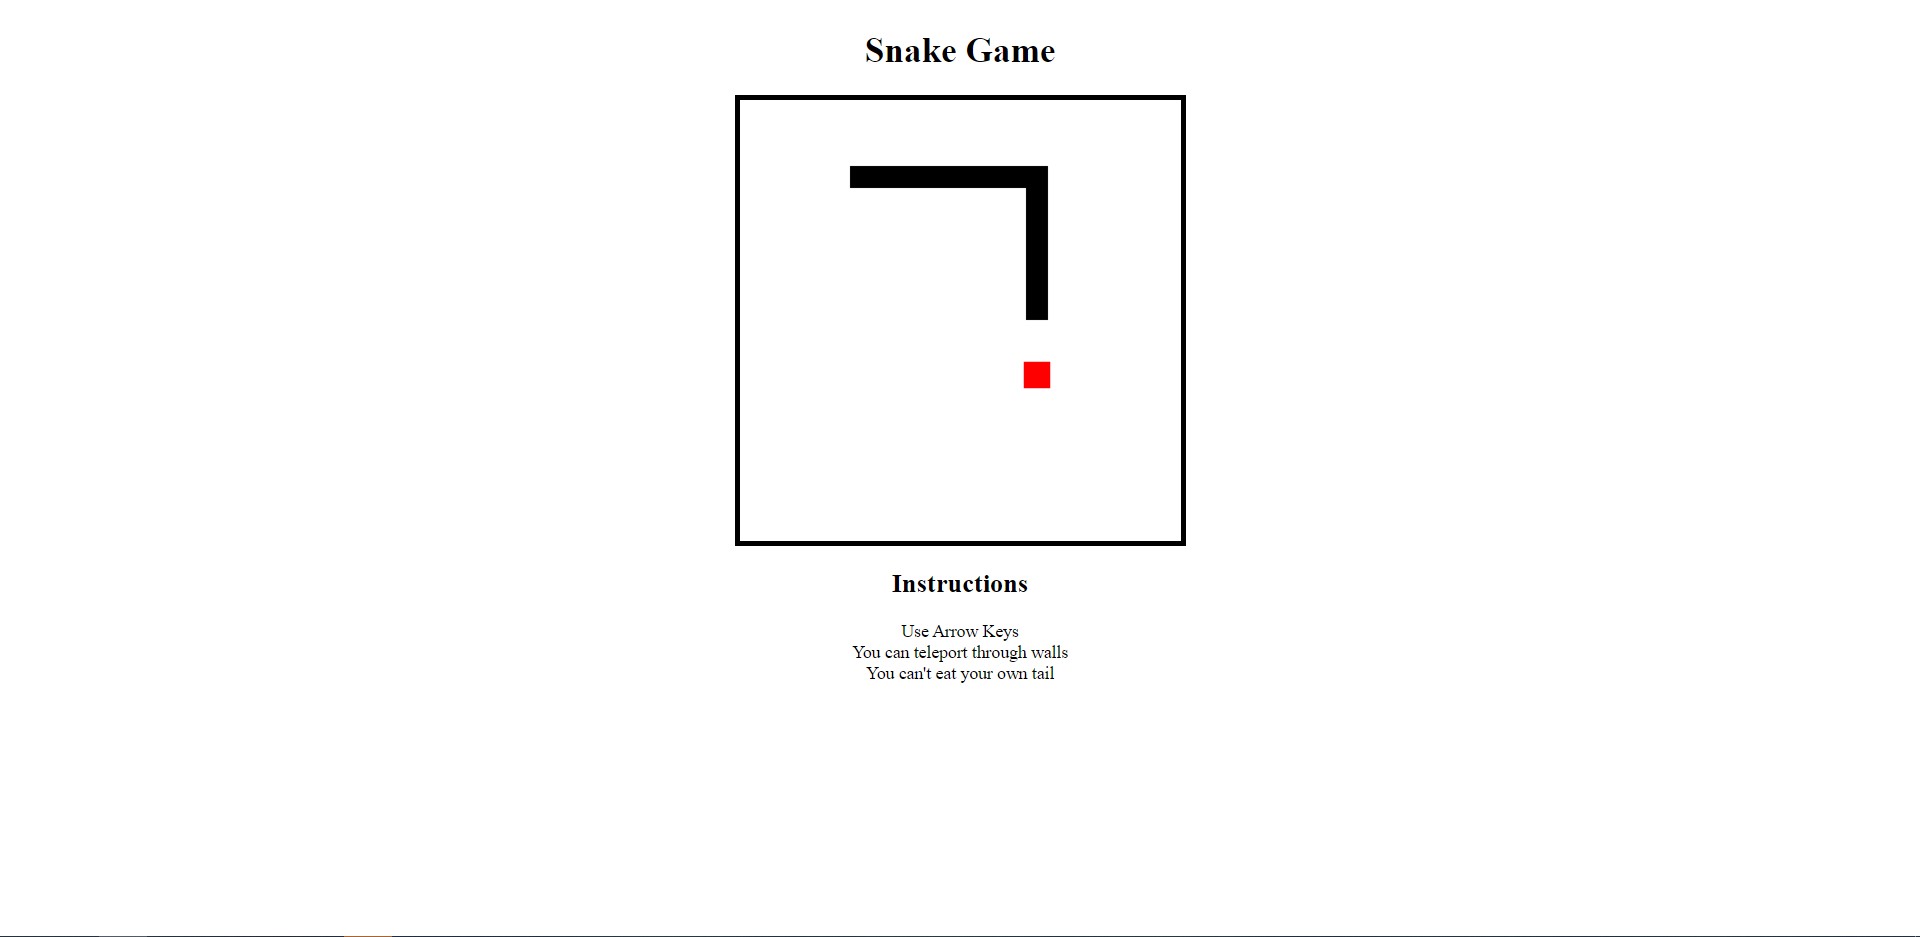 Snake Game
Instructions
Use Arrow Keys
You can teleport through walls
You can't eat your own tail